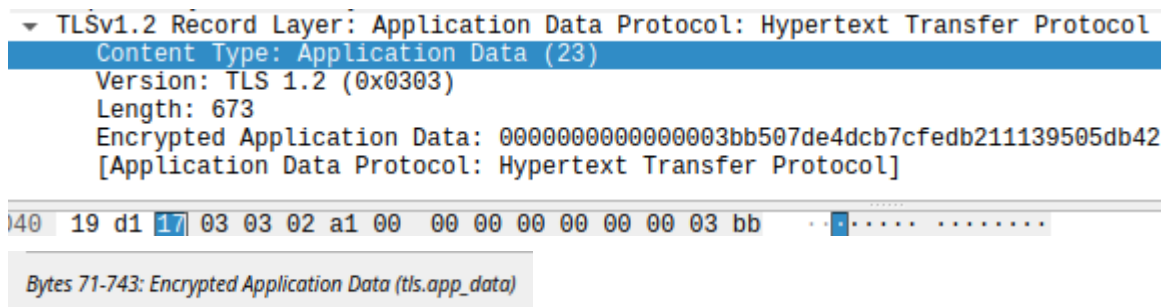 TLSv1.2 Record Layer: Application Data Protocol: Hypertext Transfer Protocol
Content Type: Application Data (23)
Version: TLS 1.2 (0x0303)
Length: 673
Encrypted Application Data: 0000000000000003bb507de4dcb7cfedb211139505db42
[Application Data Protocol: Hypertext Transfer Protocol]
040 19 d1 17 03 03 02 a1 00 00 00 00 00 00 00 03 bb ········ ········
Bytes 71-743: Encrypted Application Data (tls.app_data)